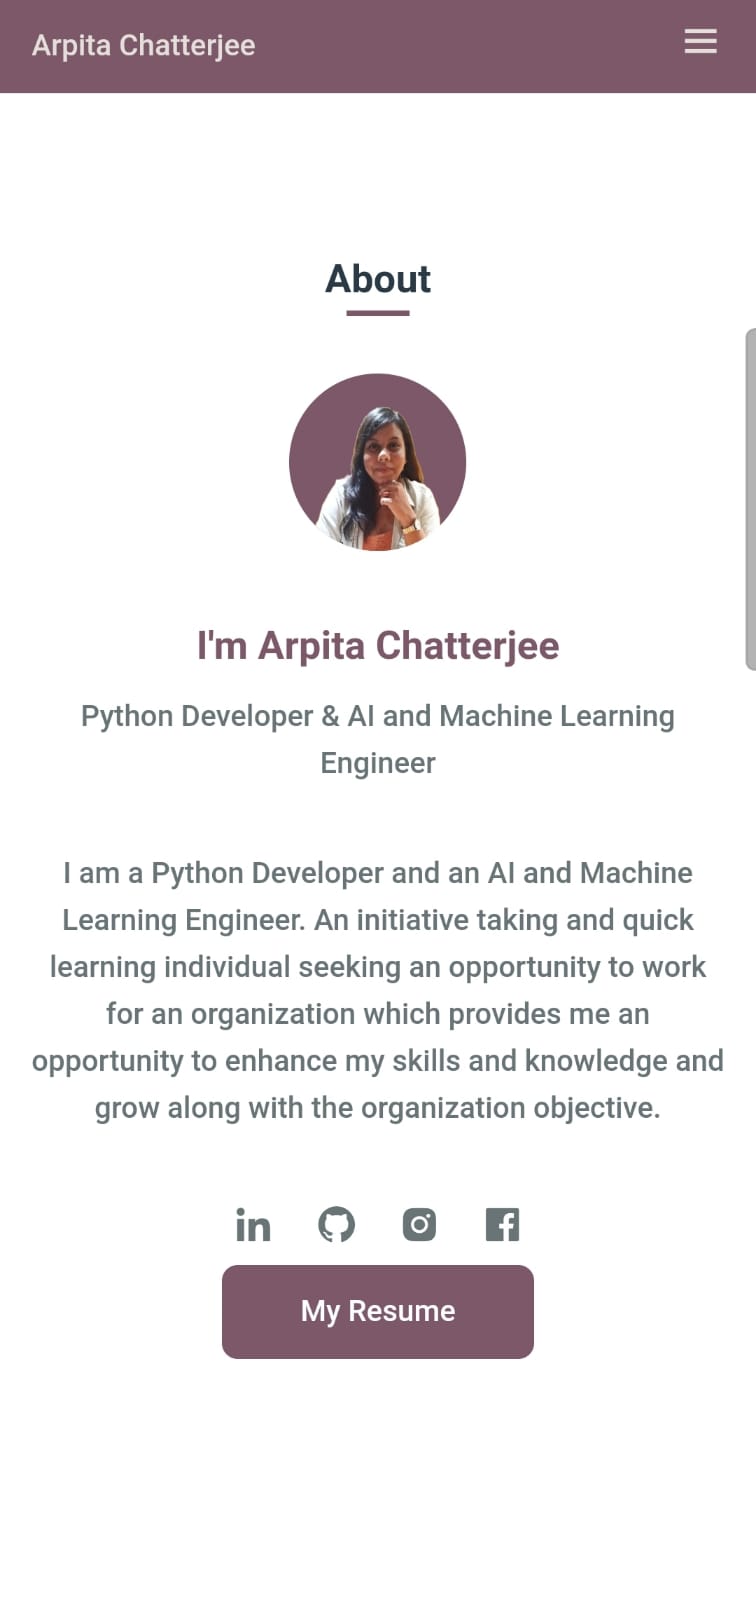 Arpita Chatterjee
About
I'm Arpita Chatterjee
Python Developer & AI and Machine Learning
Engineer
I am a Python Developer and an AI and Machine
Learning Engineer. An initiative taking and quick
learning individual seeking an opportunity to work
for an organization which provides me an
opportunity to enhance my skills and knowledge and
grow along with the organization objective.
in
My Resume